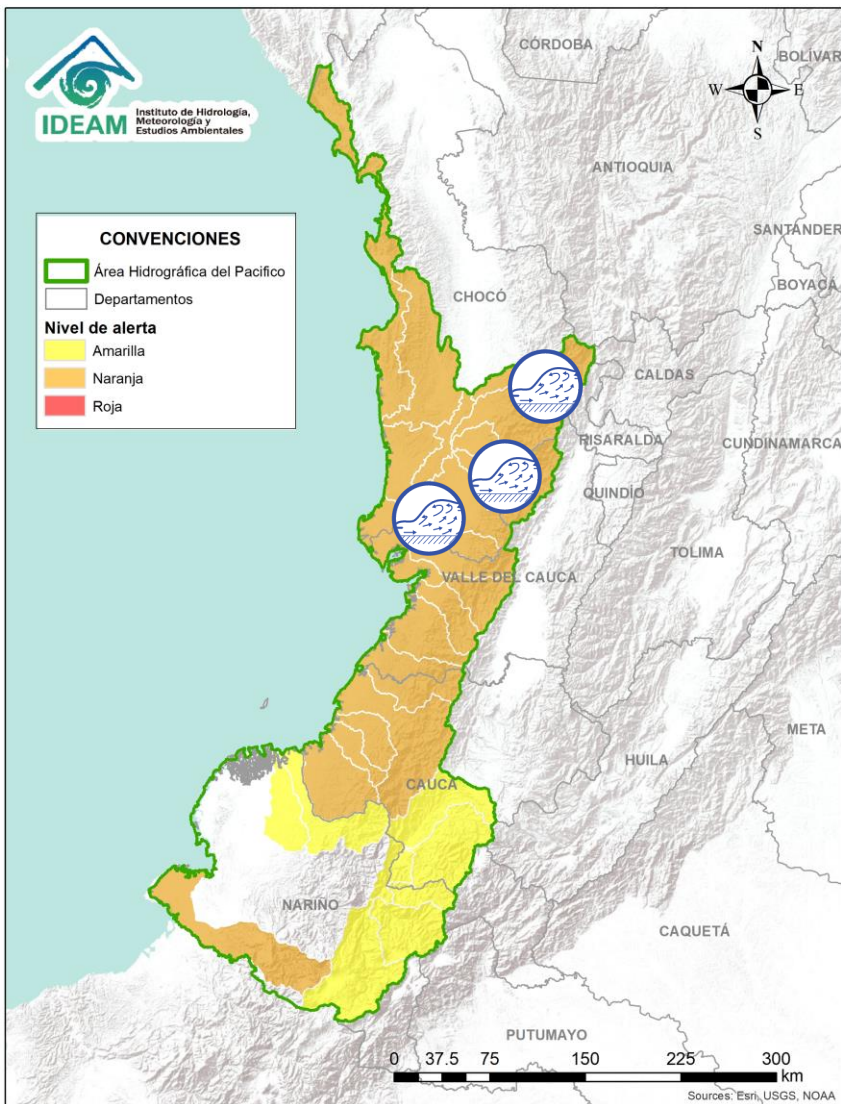 IDEAM
Instituto de Hidrología,
Meteorología y
Estudios Ambientales
CÓRDOBA
BOLÍVAR
N
W
E
S
ANTIOQUIA
SANTANDER
BOYACÁ
CONVENCIONES
Área Hidrográfica del Pacifico
Departamentos
Nivel de alerta
Amarilla
Naranja
Roja
CHOCÓ
CALDAS
RISARALDA
CUNDINAMARCA
QUINDÍO
TOLIMA
VALLE DEL CAUCA
META
HUILA
CAUCA
NARIÑO
CAQUETÁ
PUTUMAYO
0 37.5 75 150 225 300
km
Sources: Esri, USGS, NOAA